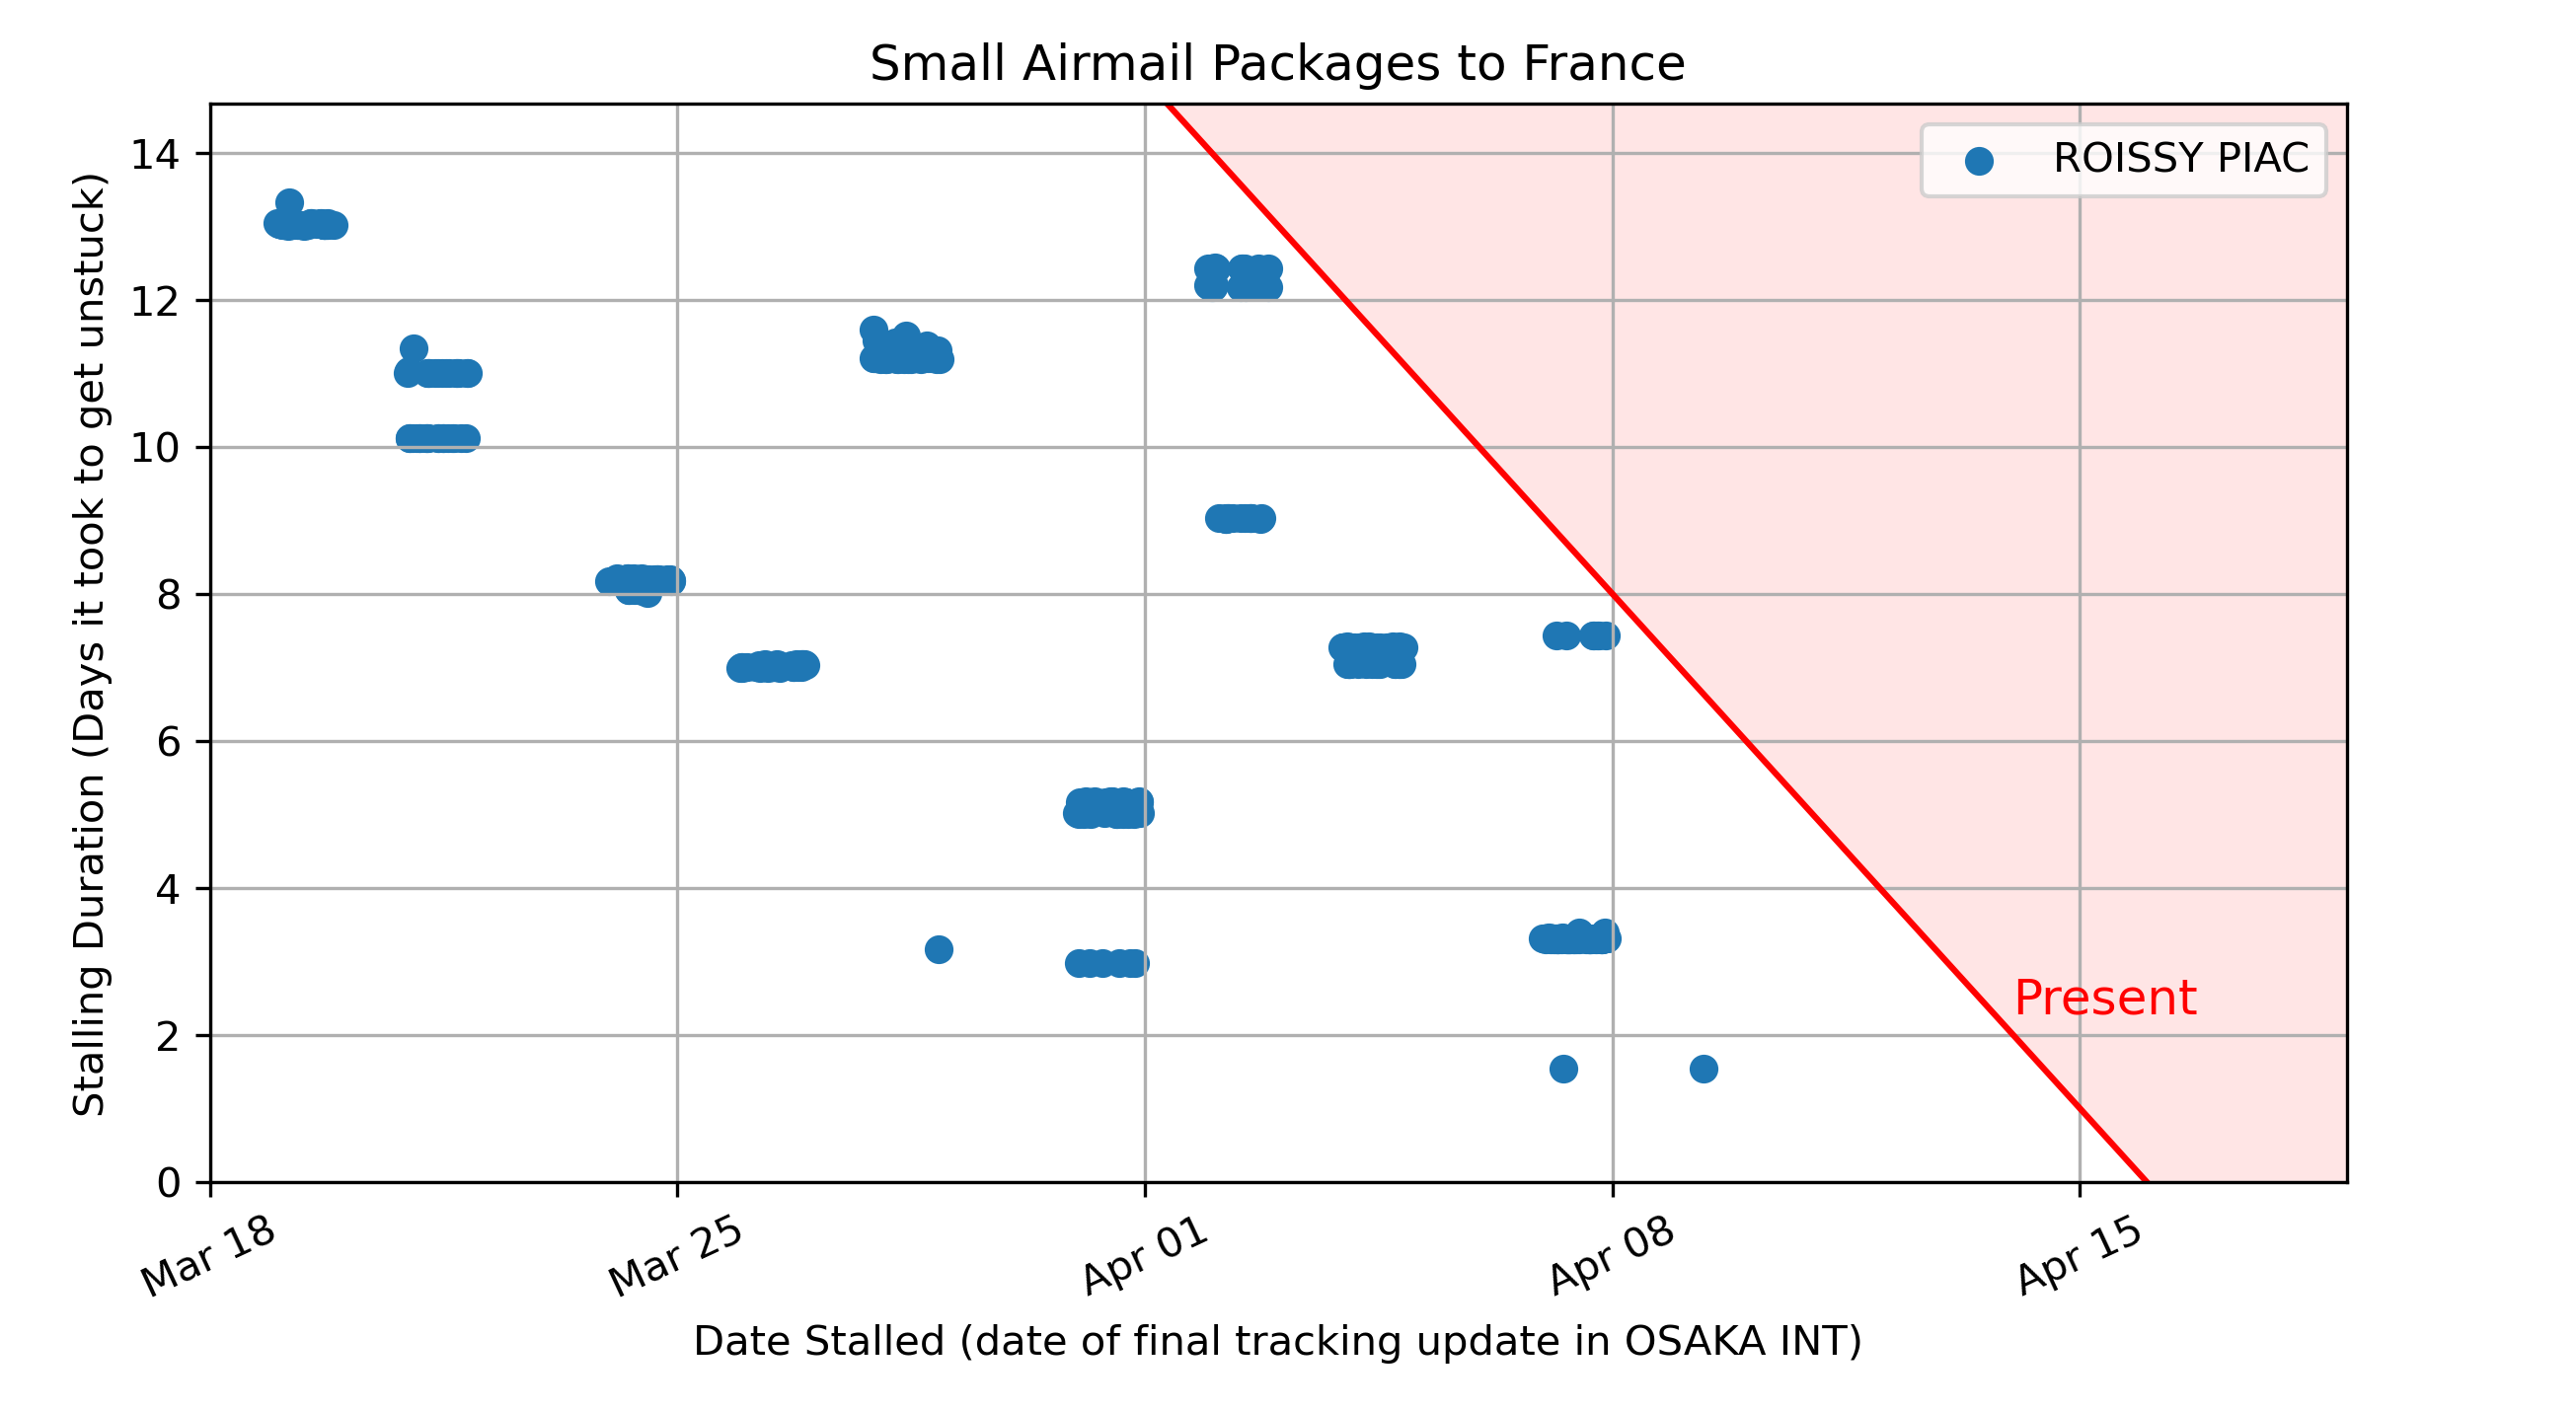 Small Airmail Packages to France
Stalling Duration (Days it took to get unstuck)
14
12
10
8
6
4
2
0
ROISSY PIAC
Present
Mar 18
Mar 25
Apr 01
Apr 08
Apr 15
Date Stalled (date of final tracking update in OSAKA INT)